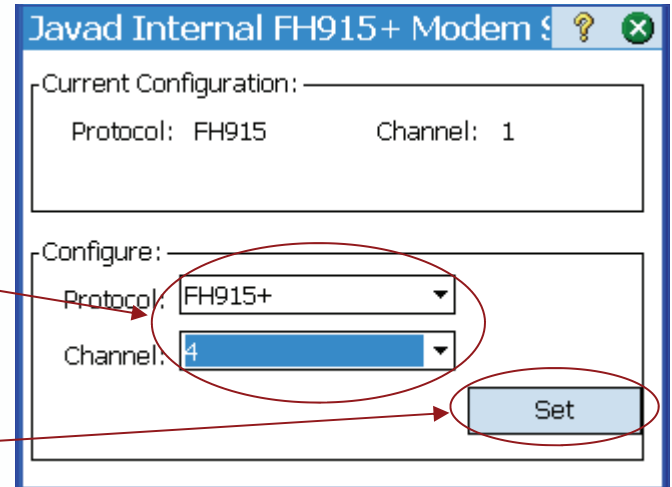 Javad Internal FH915+ Modem S
Current Configuration:
Protocol: FH915 Channel: 1
Configure:
Protocol: FH915+
Channel: 4
Set